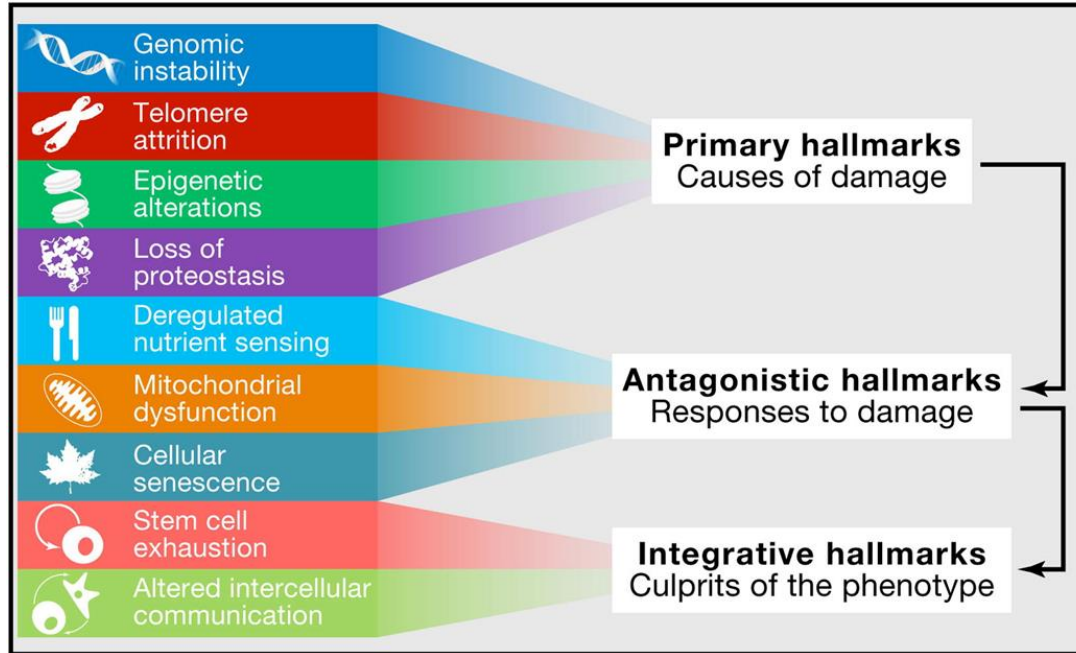 Genomic
instability
Telomere
attrition
Epigenetic
alterations
Loss of
proteostasis
Deregulated
nutrient sensing
Mitochondrial
dysfunction
Cellular
senescence
Stem cell
exhaustion
Altered intercellular
communication
Primary hallmarks
Causes of damage
Antagonistic hallmarks
Responses to damage
Integrative hallmarks
Culprits of the phenotype